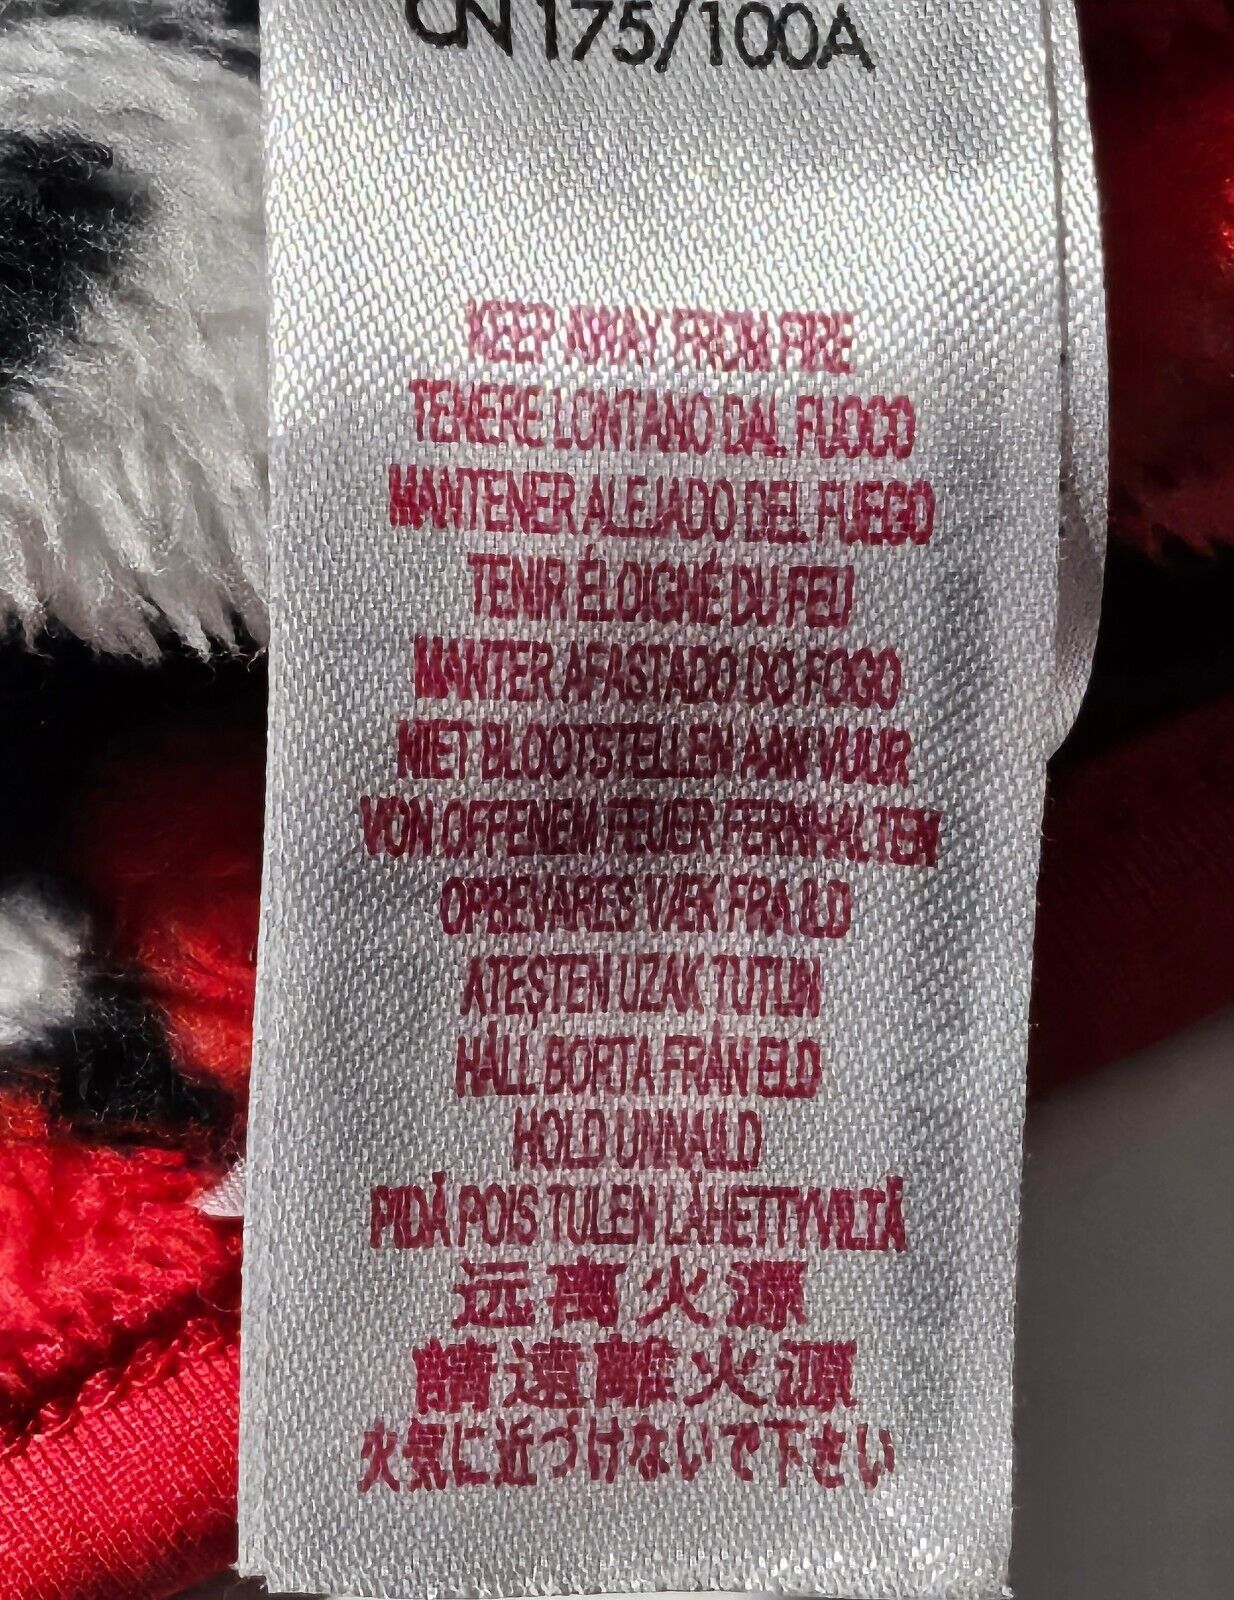 CN 175/100A
KEEP AWAY FROM FIRE
TENERE LONTANO DAL FUOCO
MANTENER ALEJADO DEL FUEGO
TENIR ÉLOIGNÉ DU FEU
MANTER AFASTADO DO FOGO
NIET BLOOTSTELLEN AAN VUUR
VON OFFENEM FEUER FERNHALTEN
OPBEVARES VÆK FRA ILD
ATEŞTEN UZAK TUTUN
HÅLL BORTA FRÅN ELD
HOLD UNNA ILD
PIDÄ POIS TULEN LÄHETTYVILTÄ
远离火源
請遠離火源
火気に近づけないで下さい